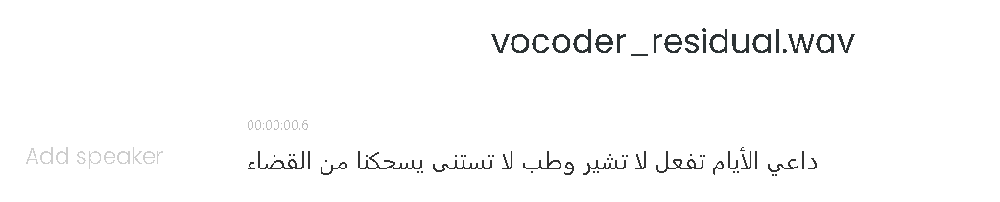 vocoder_residual.wav
00:00:00.6
Add speaker
داعي الأيام تفعل لا تشير وطب لا تستنى يسحكنا من القضاء